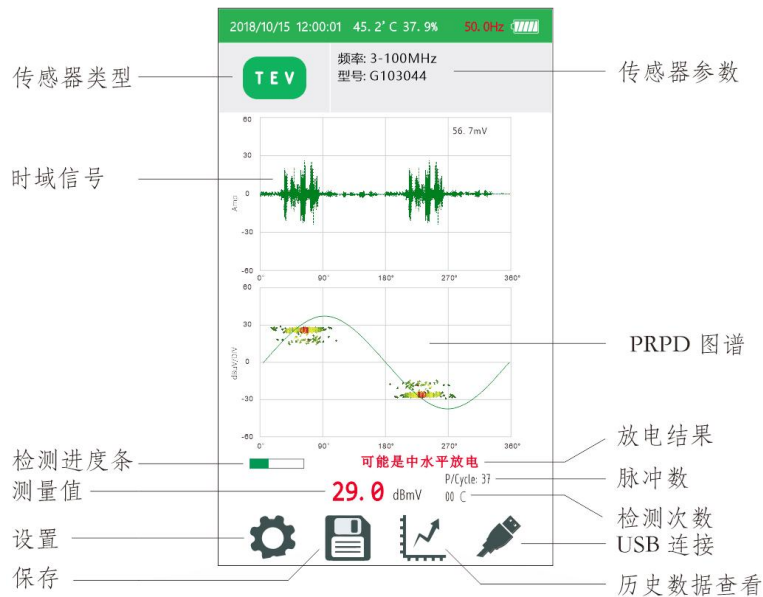 2018/10/15 12:00:01 45.2°C 37.9% 50.0Hz
传感器类型
TEV
频率: 3-100MHz
型号: G103044
传感器参数
60
56.7mV
30
时域信号
0
Amp
-30
-60
0° 90° 180° 270° 360°
60
30
PRPD 图谱
0
dBuV/DIV
-30
-60
0° 90° 180° 270° 360°
放电结果
检测进度条
可能是中水平放电
脉冲数
测量值
29.0 dBmV
P/Cycle: 37
00 C
检测次数
设置
USB 连接
保存
历史数据查看